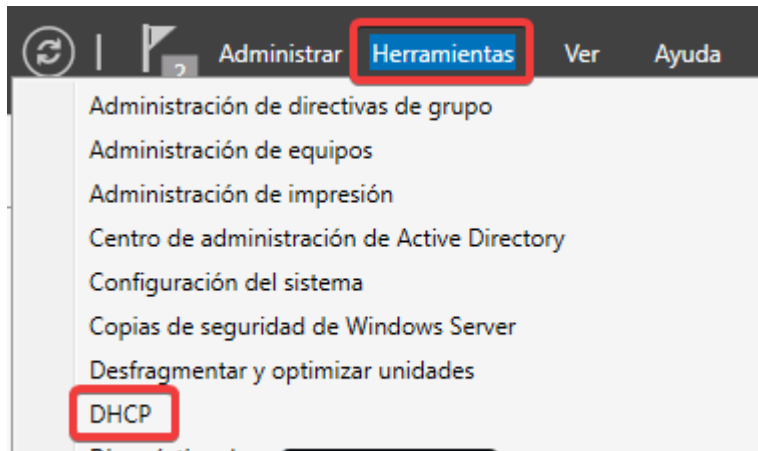 2 Administrar Herramientas Ver Ayuda
Administración de directivas de grupo
Administración de equipos
Administración de impresión
Centro de administración de Active Directory
Configuración del sistema
Copias de seguridad de Windows Server
Desfragmentar y optimizar unidades
DHCP